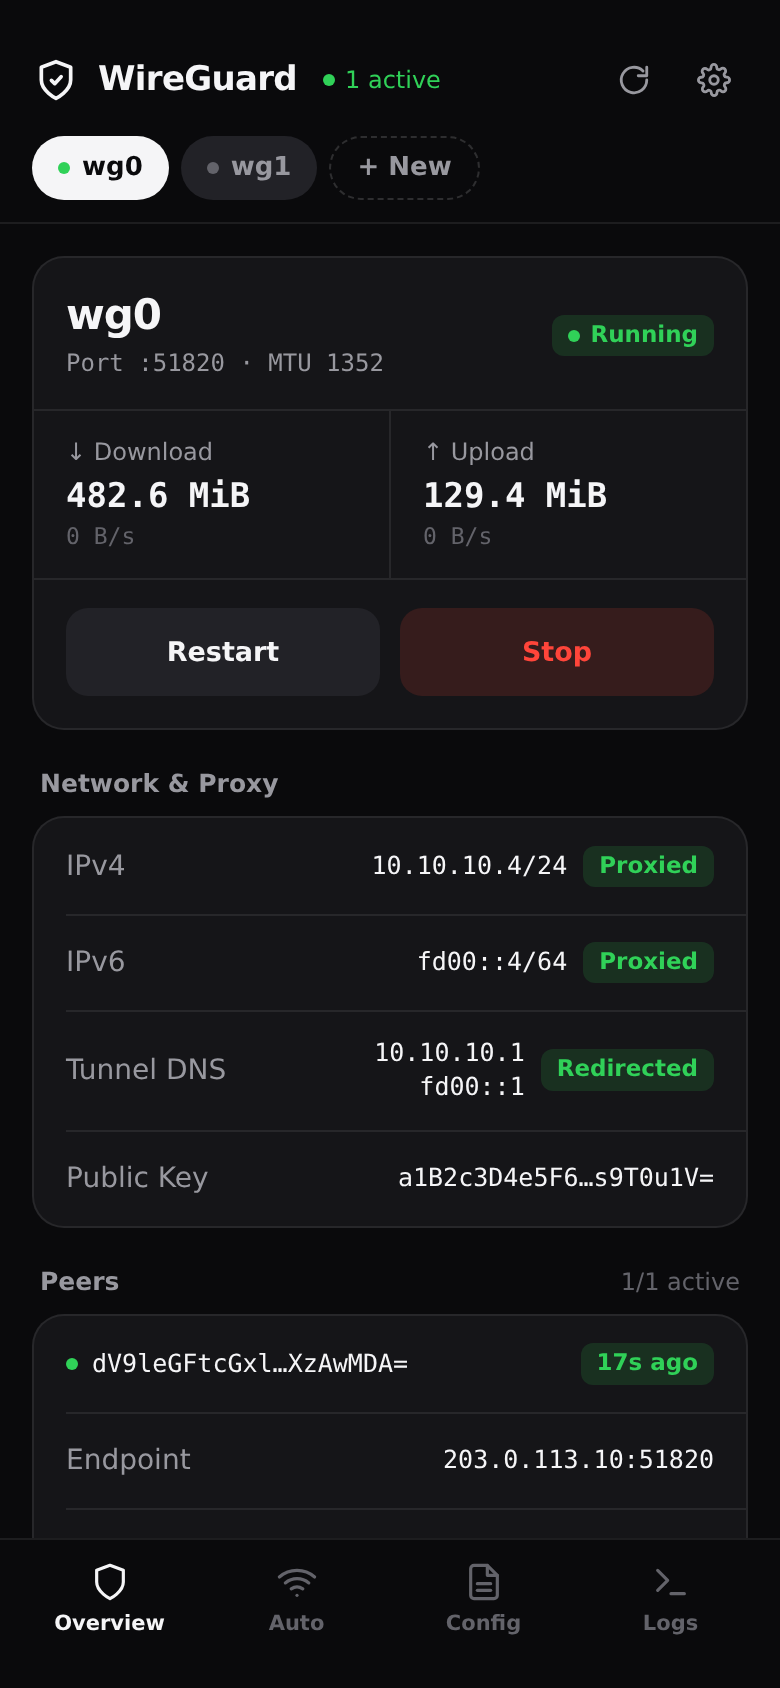 WireGuard
1 active
wg0
wg1
+ New
wg0
Running
Port :51820 · MTU 1352
↓ Download
↑ Upload
482.6 MiB
129.4 MiB
0 B/s
0 B/s
Restart
Stop
Network & Proxy
IPv4
10.10.10.4/24
Proxied
IPv6
fd00::4/64
Proxied
Tunnel DNS
10.10.10.1
fd00::1
Redirected
Public Key
a1B2c3D4e5F6…s9T0u1V=
Peers
1/1 active
dV9leGFtcGxl…XzAwMDA=
17s ago
Endpoint
203.0.113.10:51820
Overview
Auto
Config
Logs